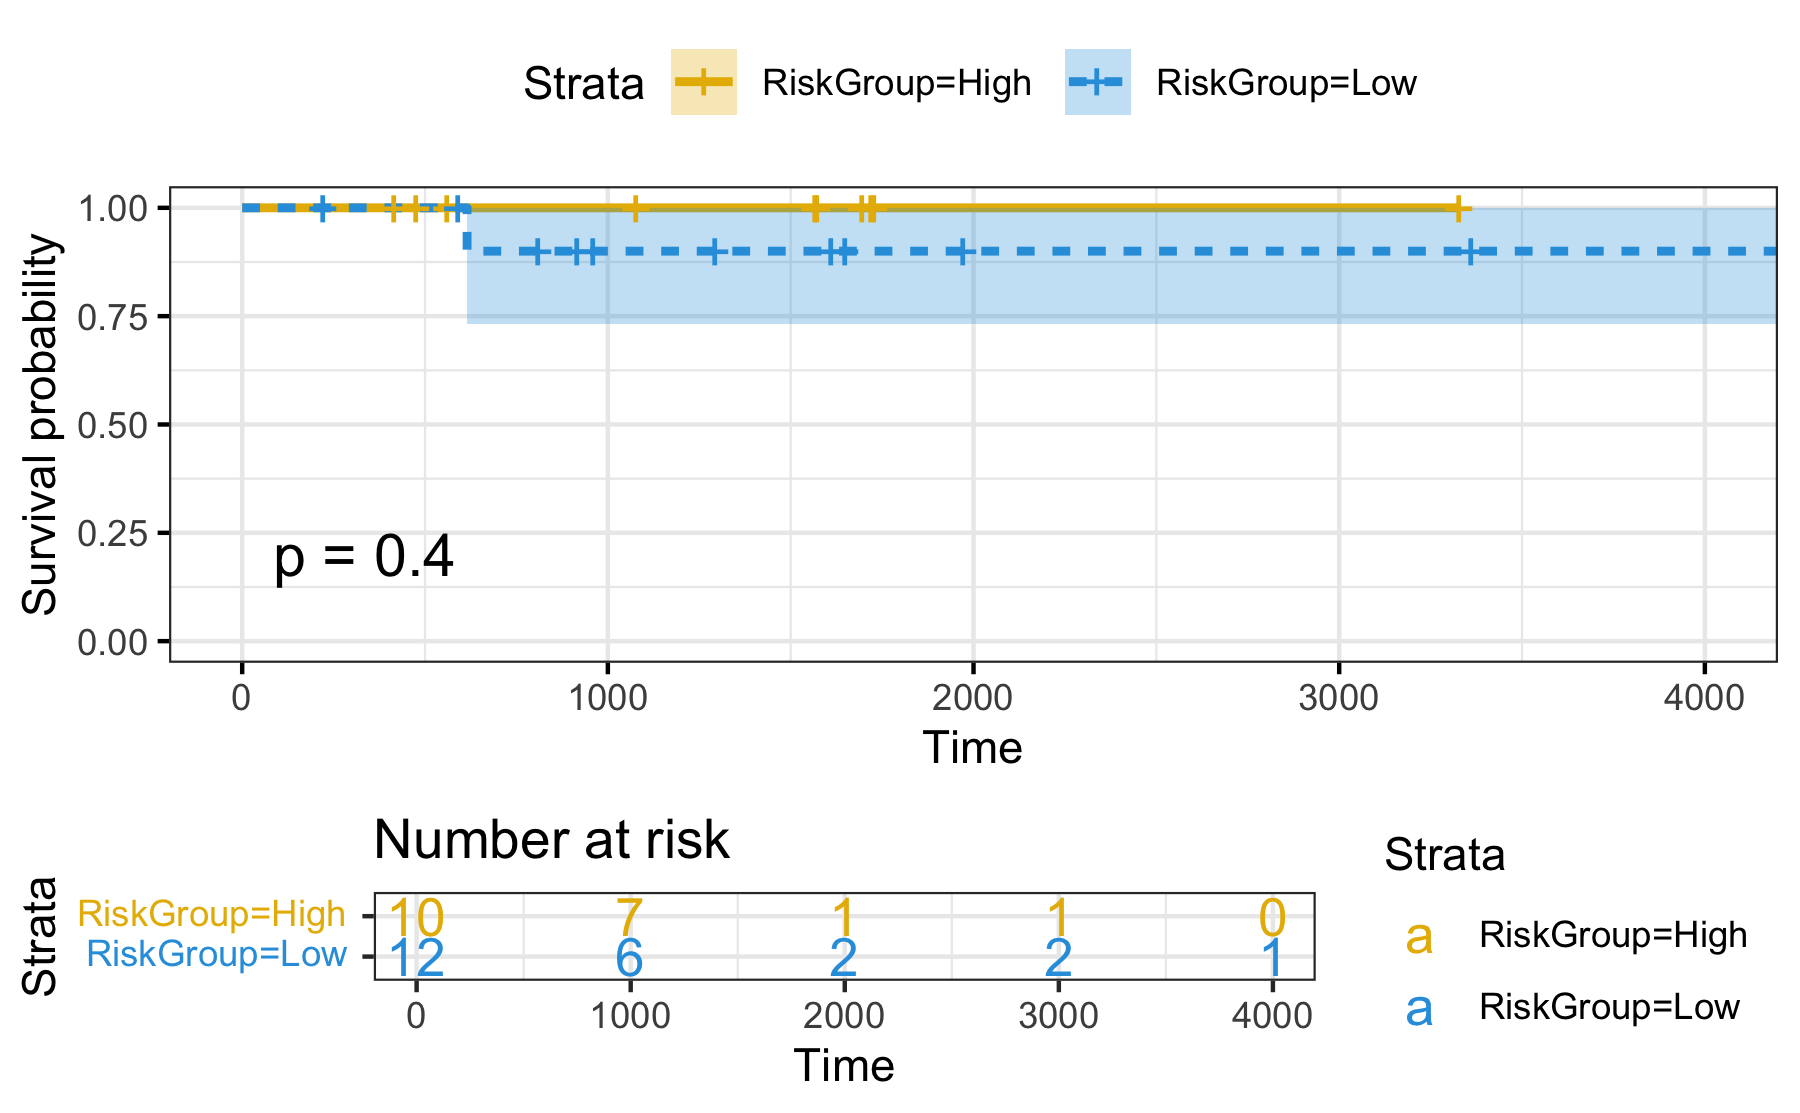 Strata RiskGroup=High RiskGroup=Low
Survival probability
1.00
0.75
0.50
0.25
0.00
p = 0.4
0 1000 2000 3000 4000
Time
Number at risk
Strata
RiskGroup=High 10 7 1 1 0
RiskGroup=Low 12 6 2 2 1
0 1000 2000 3000 4000
Time
Strata
a RiskGroup=High
a RiskGroup=Low